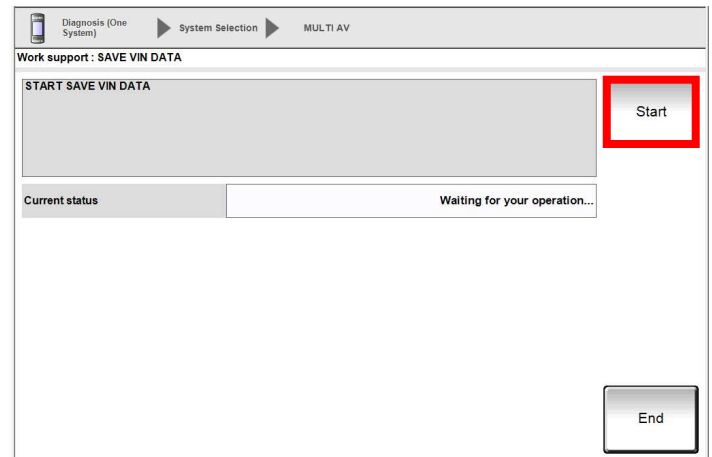 Diagnosis (One
System)
System Selection
MULTI AV
Work support : SAVE VIN DATA
START SAVE VIN DATA
Start
Current status
Waiting for your operation...
End